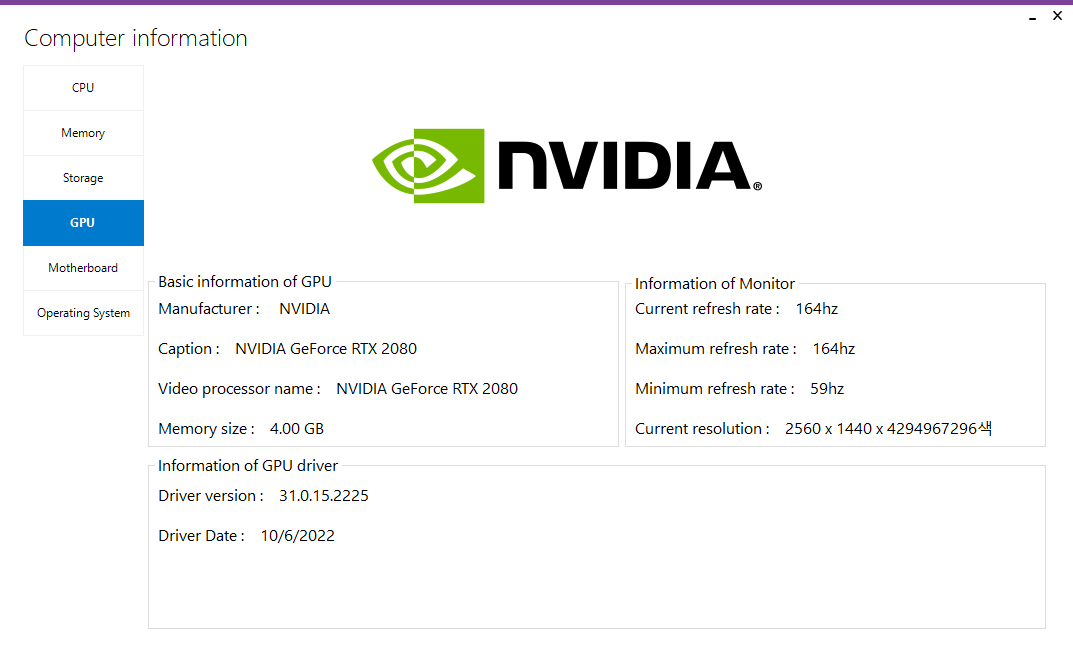 Computer information
CPU
Memory
Storage
GPU
Motherboard
Operating System
NVIDIA®
Basic information of GPU
Manufacturer : NVIDIA
Caption : NVIDIA GeForce RTX 2080
Video processor name : NVIDIA GeForce RTX 2080
Memory size : 4.00 GB
Information of Monitor
Current refresh rate : 164hz
Maximum refresh rate : 164hz
Minimum refresh rate : 59hz
Current resolution : 2560 x 1440 x 4294967296색
Information of GPU driver
Driver version : 31.0.15.2225
Driver Date : 10/6/2022